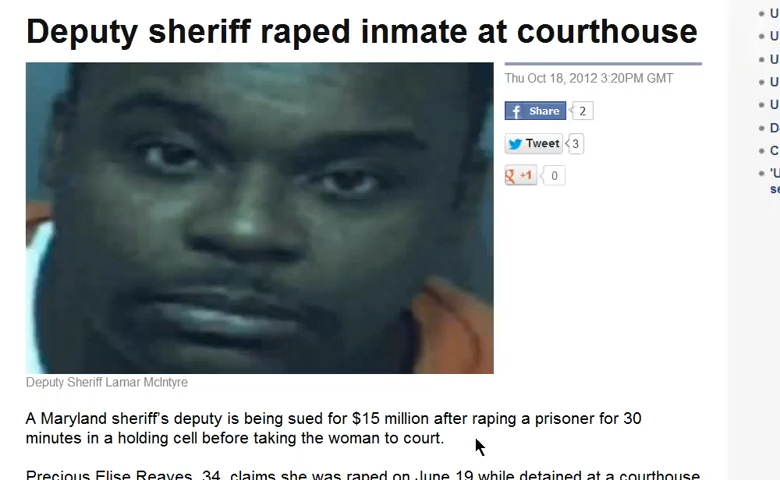 Deputy sheriff raped inmate at courthouse
Thu Oct 18, 2012 3:20PM GMT
f Share 2
Tweet 3
g +1 0
Deputy Sheriff Lamar McIntyre
A Maryland sheriff's deputy is being sued for $15 million after raping a prisoner for 30
minutes in a holding cell before taking the woman to court.
Precious Elise Reaves, 34, claims she was raped on June 19 while detained at a courthouse
U
U
U
U
U
D
C
'U
se